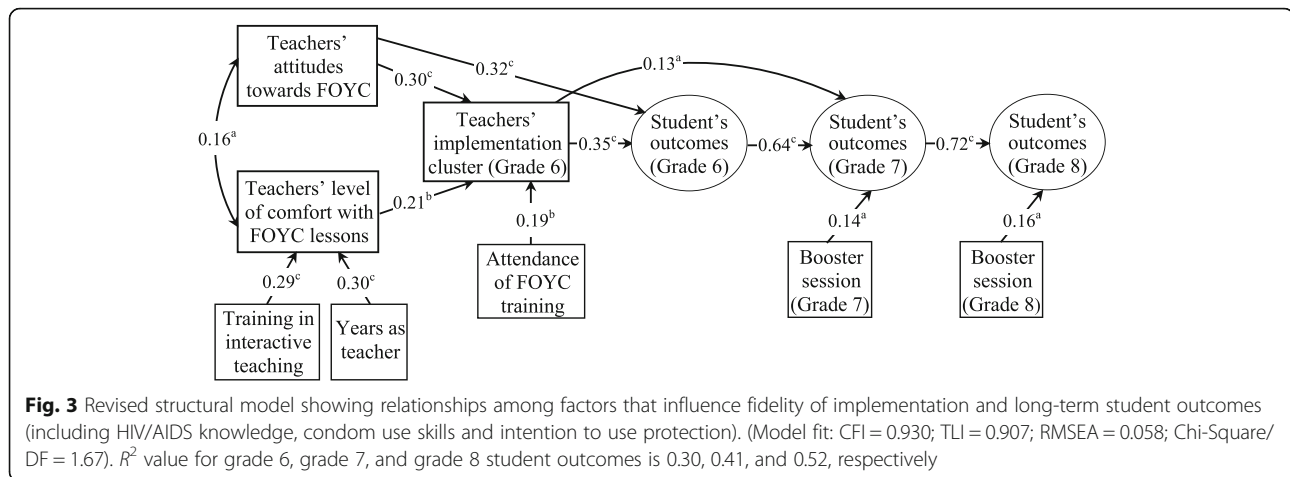 Teachers'
attitudes
towards FOYC
0.32ᶜ
0.13ᵃ
0.30ᶜ
0.16ᵃ
Teachers'
implementation
cluster (Grade 6)
0.35ᶜ
Student's
outcomes
(Grade 6)
0.64ᶜ
Student's
outcomes
(Grade 7)
0.72ᶜ
Student's
outcomes
(Grade 8)
Teachers' level
of comfort with
FOYC lessons
0.21ᵇ
0.19ᵇ
0.14ᵃ
0.16ᵃ
Attendance
of FOYC
training
Booster
session
(Grade 7)
Booster
session
(Grade 8)
0.29ᶜ
0.30ᶜ
Training in
interactive
teaching
Years as
teacher
Fig. 3 Revised structural model showing relationships among factors that influence fidelity of implementation and long-term student outcomes
(including HIV/AIDS knowledge, condom use skills and intention to use protection). (Model fit: CFI = 0.930; TLI = 0.907; RMSEA = 0.058; Chi-Square/
DF = 1.67). R² value for grade 6, grade 7, and grade 8 student outcomes is 0.30, 0.41, and 0.52, respectively